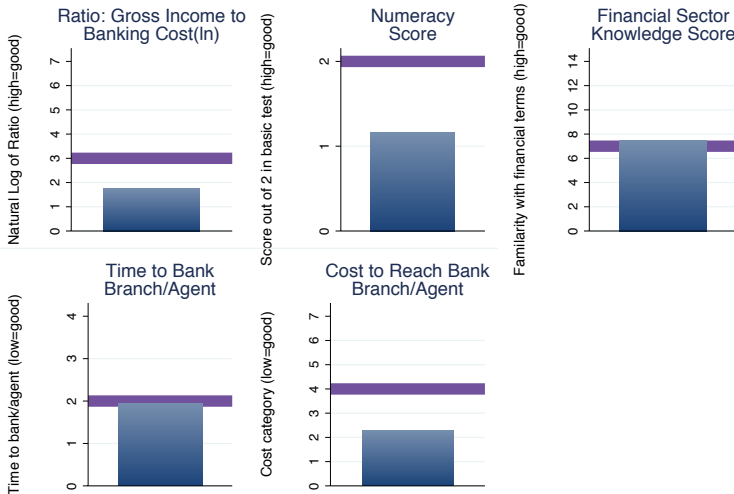 Ratio: Gross Income to
Banking Cost(ln)
Natural Log of Ratio (high=good)
7
6
5
4
3
2
1
0
Numeracy
Score
Score out of 2 in basic test (high=good)
2
1
0
Financial Sector
Knowledge Score
Familarity with financial terms (high=good)
14
12
10
8
6
4
2
0
Time to Bank
Branch/Agent
Time to bank/agent (low=good)
4
3
2
1
0
Cost to Reach Bank
Branch/Agent
Cost category (low=good)
7
6
5
4
3
2
1
0